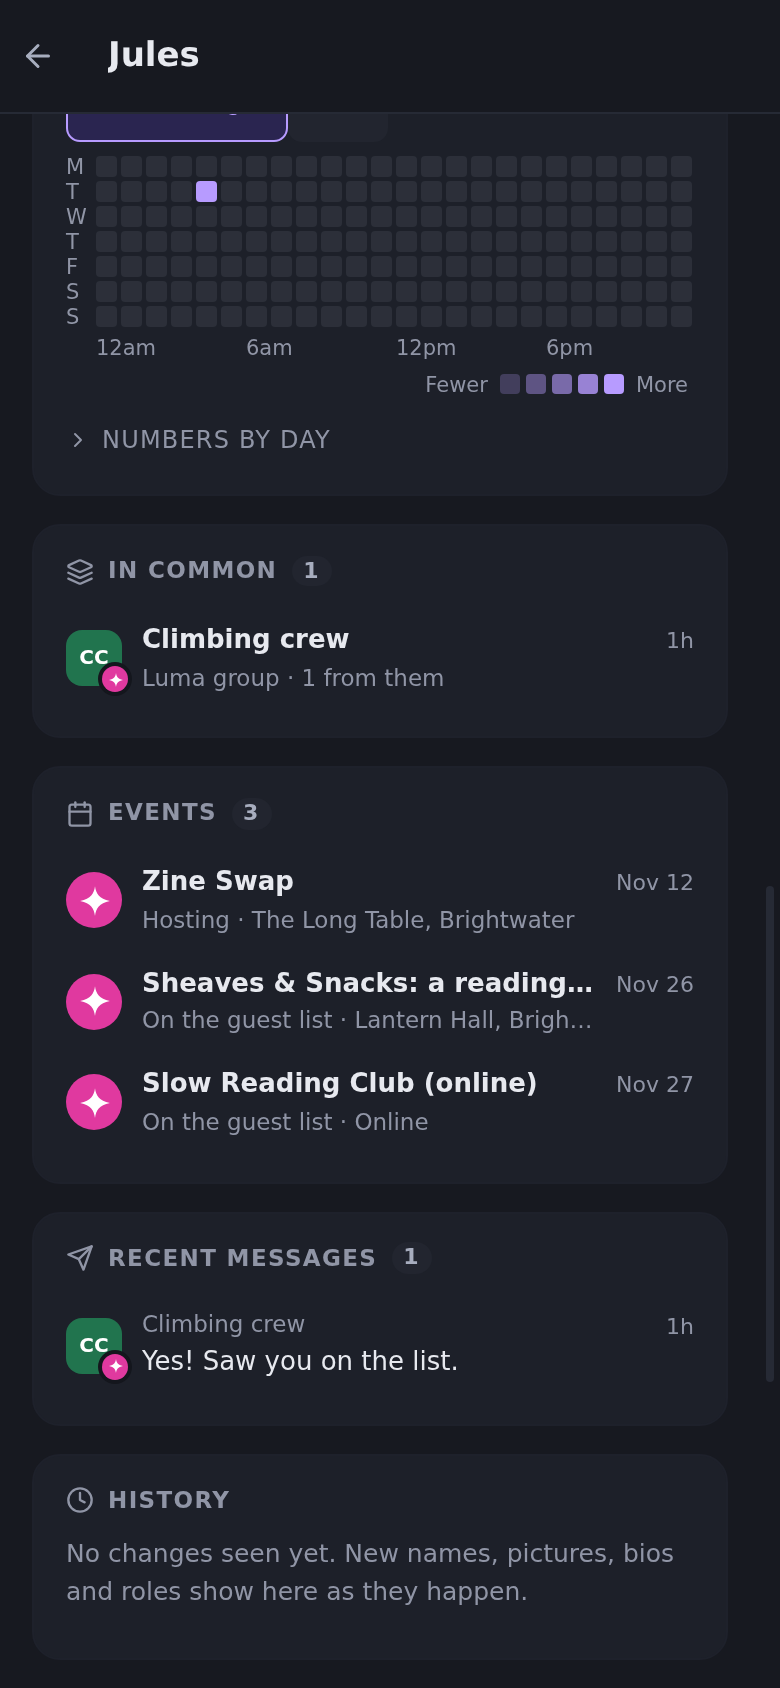 Jules
M
T
W
T
F
S
S
12am 6am 12pm 6pm
Fewer More
NUMBERS BY DAY
IN COMMON 1
CC
Climbing crew 1h
Luma group · 1 from them
EVENTS 3
Zine Swap Nov 12
Hosting · The Long Table, Brightwater
Sheaves & Snacks: a reading… Nov 26
On the guest list · Lantern Hall, Brigh…
Slow Reading Club (online) Nov 27
On the guest list · Online
RECENT MESSAGES 1
CC
Climbing crew 1h
Yes! Saw you on the list.
HISTORY
No changes seen yet. New names, pictures, bios
and roles show here as they happen.